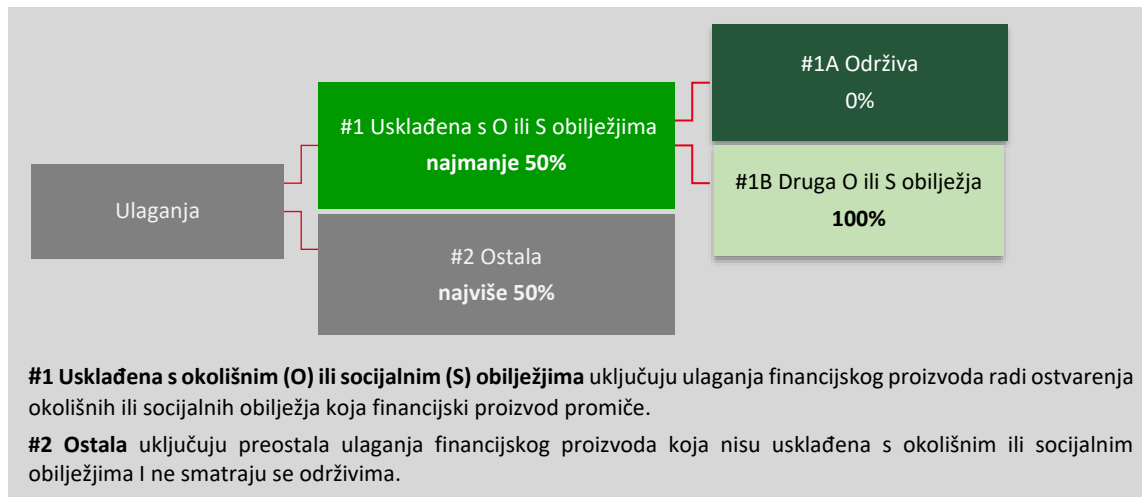 Ulaganja
#1 Usklađena s O ili S obilježjima
najmanje 50%
#2 Ostala
najviše 50%
#1A Održiva
0%
#1B Druga O ili S obilježja
100%
#1 Usklađena s okolišnim (O) ili socijalnim (S) obilježjima uključuju ulaganja financijskog proizvoda radi ostvarenja
okolišnih ili socijalnih obilježja koja financijski proizvod promiče.
#2 Ostala uključuju preostala ulaganja financijskog proizvoda koja nisu usklađena s okolišnim ili socijalnim
obilježjima I ne smatraju se održivima.